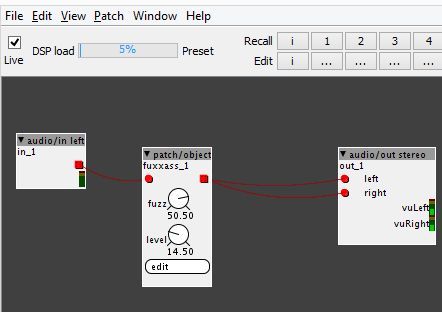 File Edit View Patch Window Help
Live
DSP load 5% Preset
Recall i 1 2 3 4
Edit i ... ... ... ...
audio/in left
in_1
patch/object
fuxxass_1
fuzz
50.50
level
14.50
edit
audio/out stereo
out_1
left
right
vuLeft
vuRight